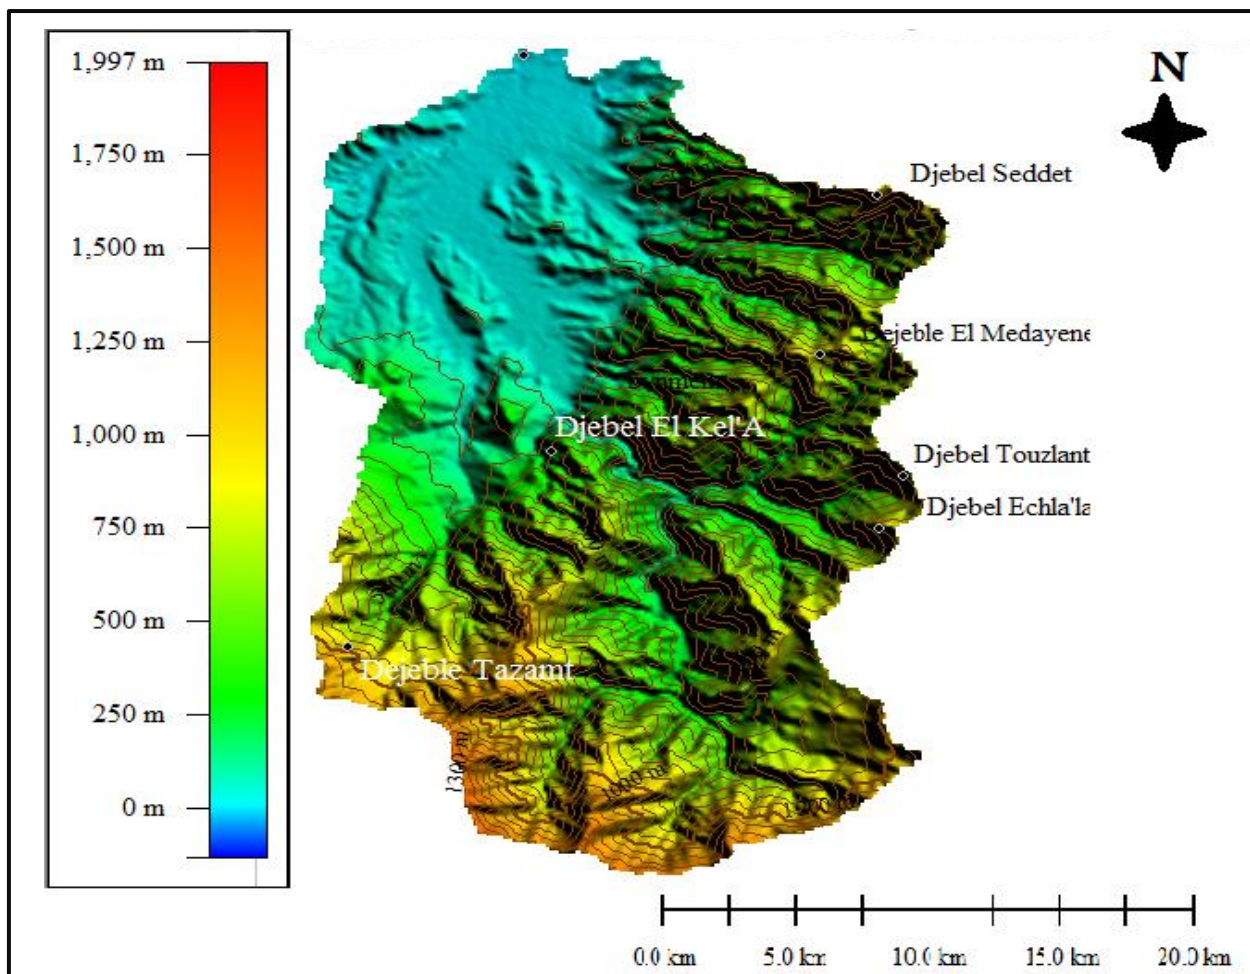 1,997 m
1,750 m
1,500 m
1,250 m
1,000 m
750 m
500 m
250 m
0 m
N
Djebel Seddet
Dejeble El Medayene
Djebel El Kel'A
Djebel Touzlant
Djebel Echla'la
Dejeble Tazamt
1300 m
1000 m
0.0 km
5.0 km
10.0 km
15.0 km
20.0 km